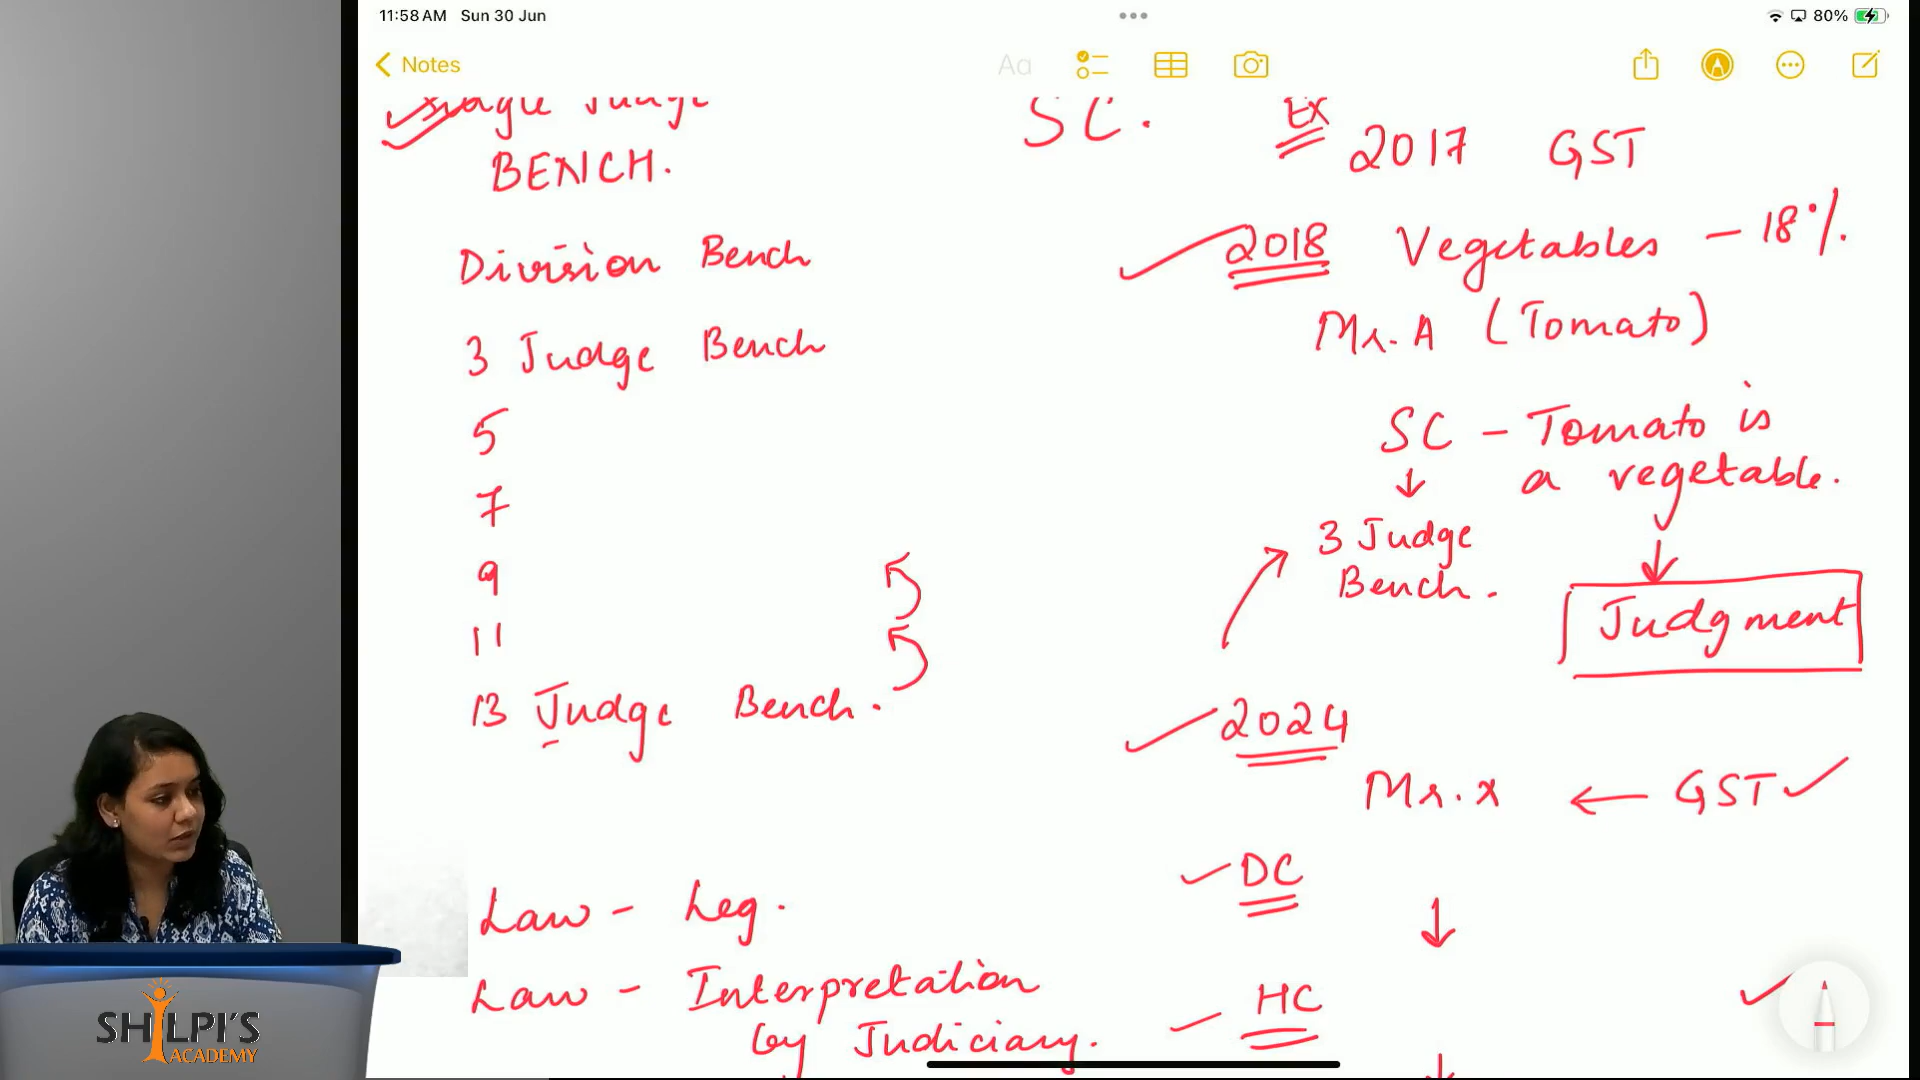 11:58 AM Sun 30 Jun
80%
Notes
Aa
Single Judge
BENCH.
Division Bench
3 Judge Bench
5
7
9
11
13 Judge Bench.
Law - Leg.
Law - Interpretation
by Judiciary.
SC.
Ex
2017 GST
2018 Vegetables - 18%.
Mr. A (Tomato)
SC - Tomato is
a vegetable.
3 Judge
Bench.
Judgment
2024
Mr. X ← GST
DC
HC
SHILPI'S
ACADEMY